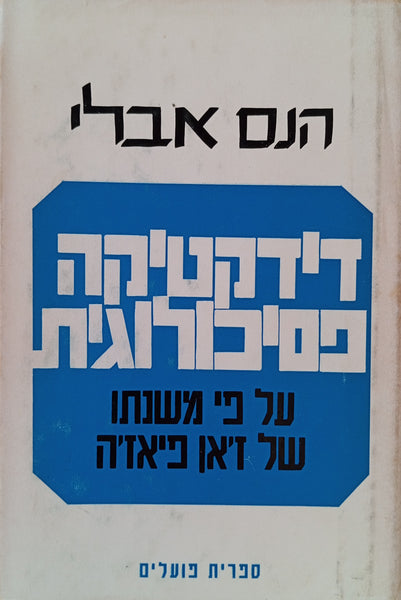 הנס אבלי
דידקטיקה
פסיכולוגית
על פי משנתו
של ז'אן פיאז'ה
ספרית פועלים